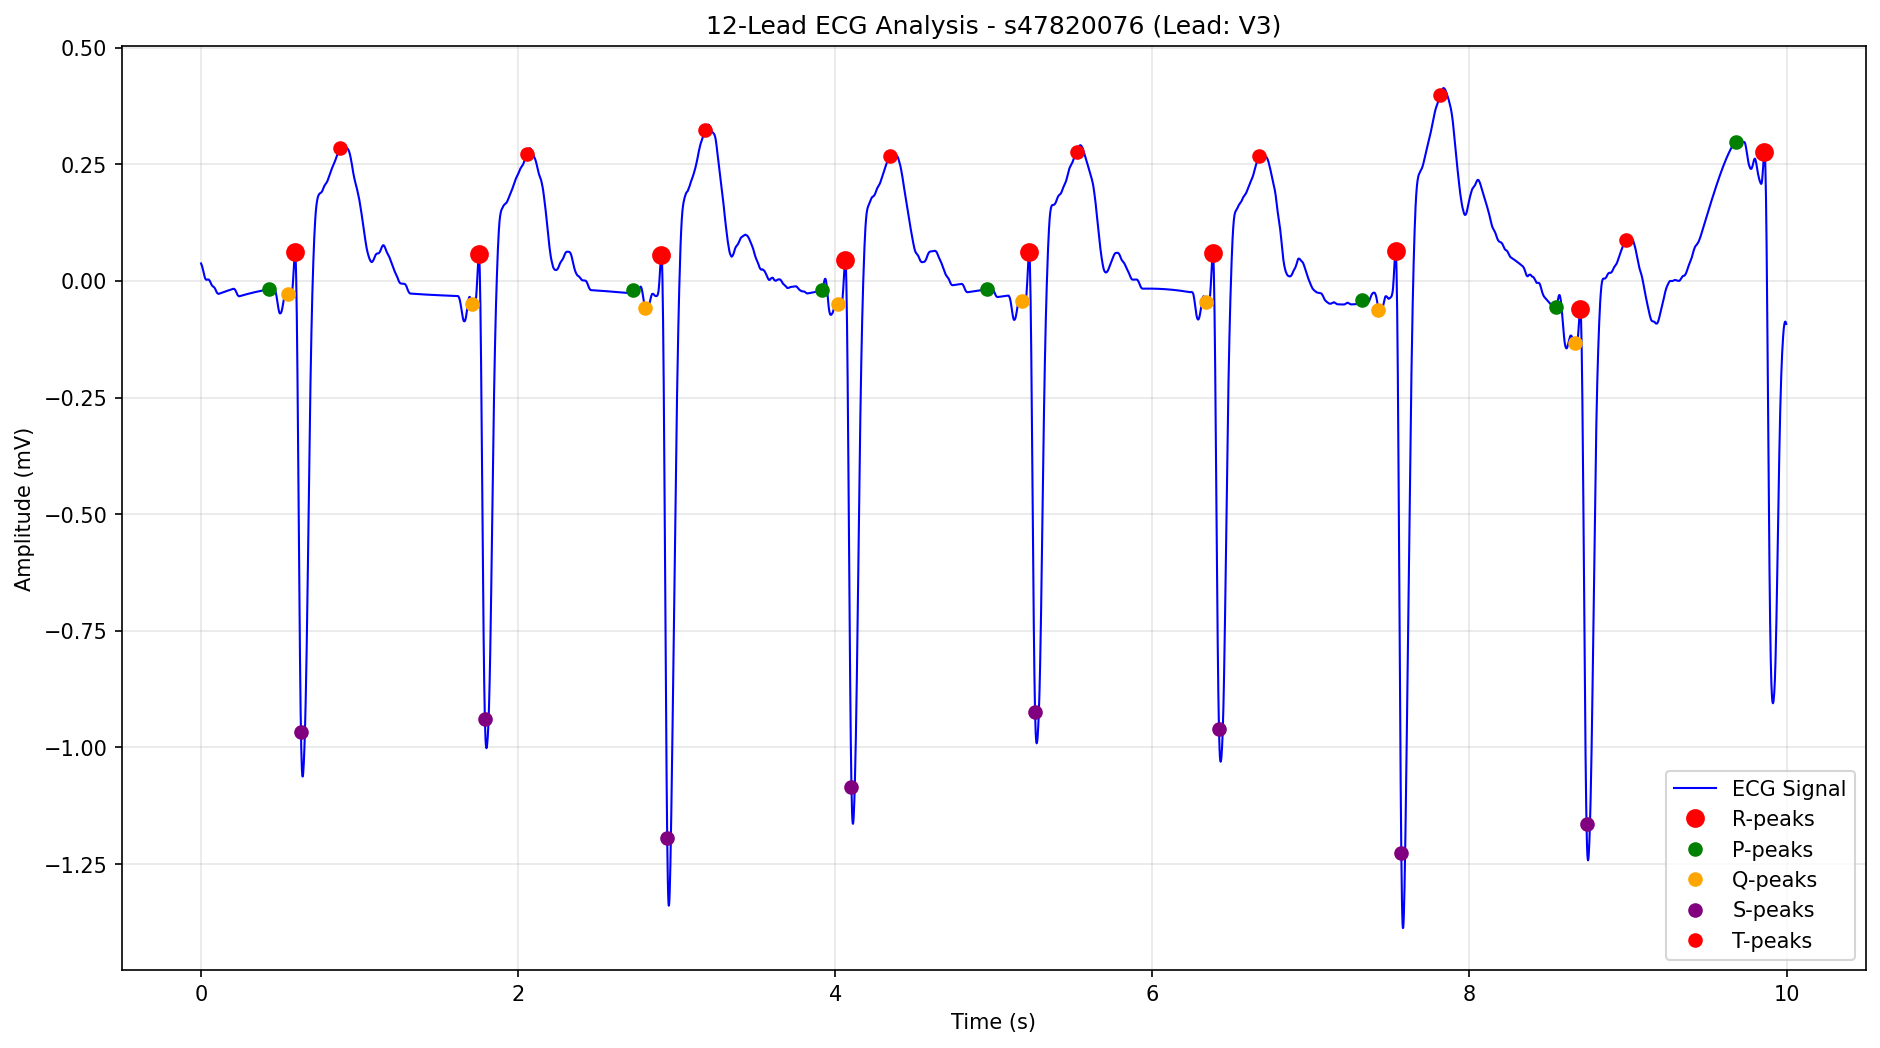 12-Lead ECG Analysis - s47820076 (Lead: V3)
0.50
0.25
0.00
−0.25
−0.50
−0.75
−1.00
−1.25
Amplitude (mV)
0
2
4
6
8
10
Time (s)
ECG Signal
R-peaks
P-peaks
Q-peaks
S-peaks
T-peaks